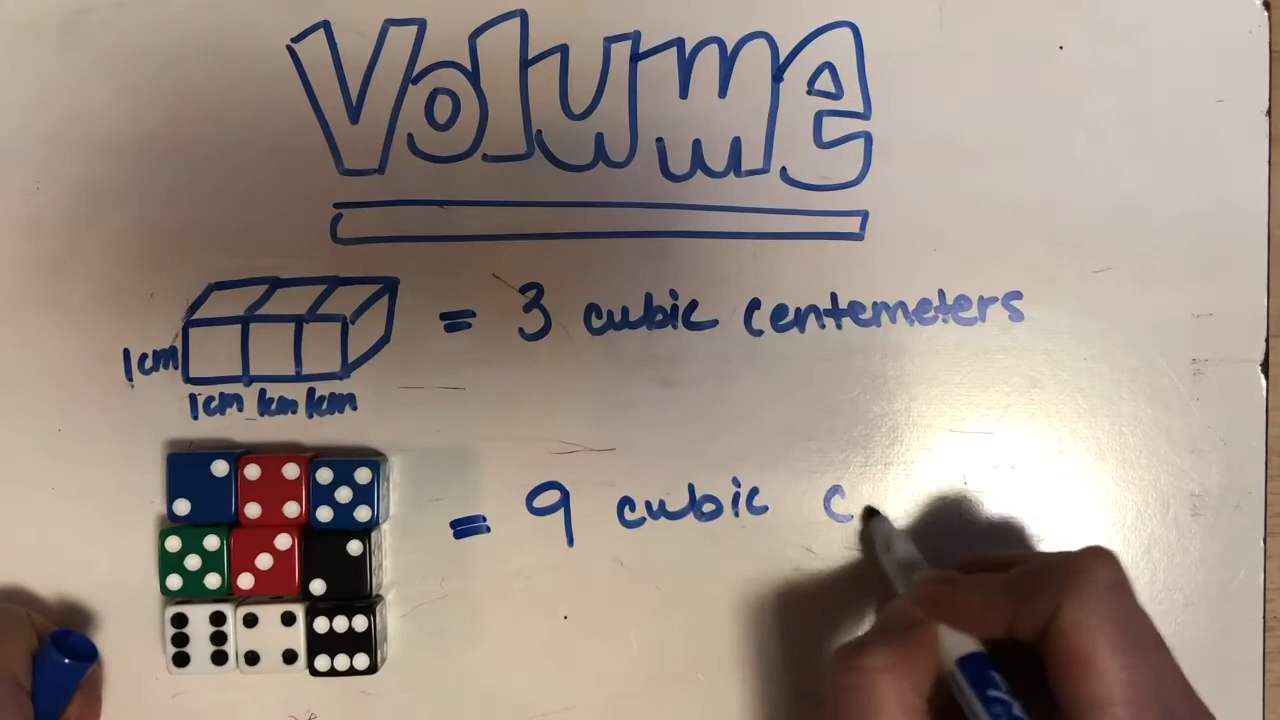 Volume
= 3 cubic centemeters
1cm
1cm 1cm 1cm
= 9 cubic c